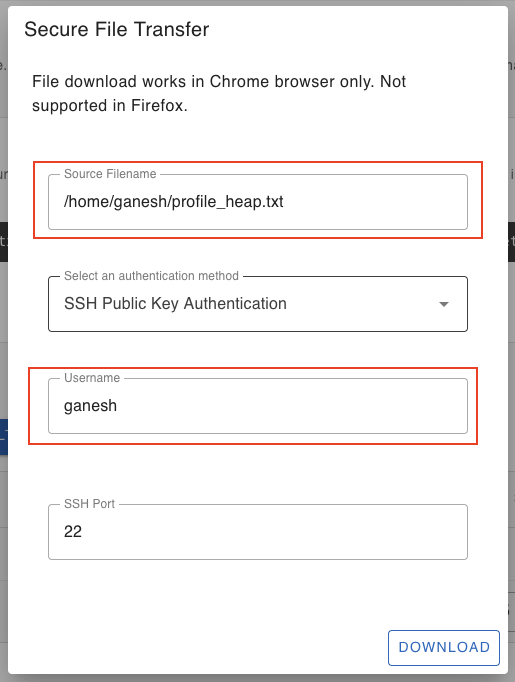 Secure File Transfer
File download works in Chrome browser only. Not
supported in Firefox.
Source Filename
/home/ganesh/profile_heap.txt
Select an authentication method
SSH Public Key Authentication
Username
ganesh
SSH Port
22
DOWNLOAD